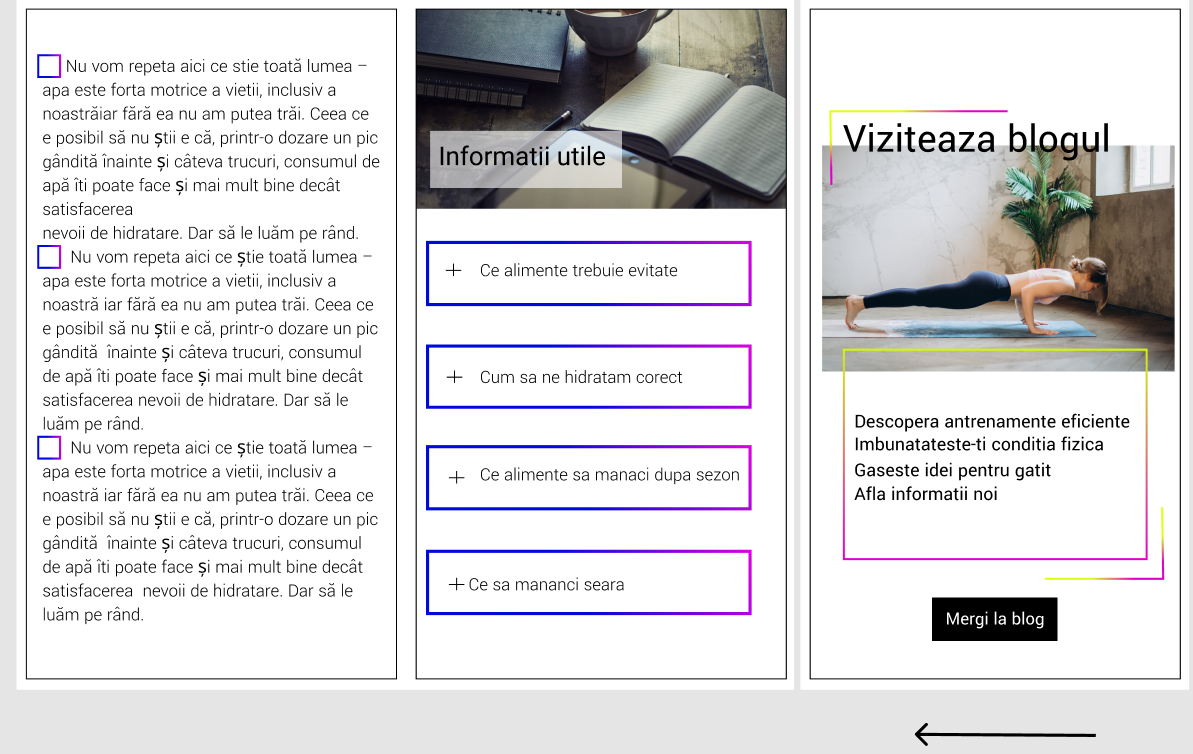 Nu vom repeta aici ce stie toată lumea –
apa este forta motrice a vietii, inclusiv a
noastrăiar fără ea nu am putea trăi. Ceea ce
e posibil să nu știi e că, printr-o dozare un pic
gândită înainte și câteva trucuri, consumul de
apă îti poate face și mai mult bine decât
satisfacerea
nevoii de hidratare. Dar să le luăm pe rând.
Nu vom repeta aici ce știe toată lumea –
apa este forta motrice a vietii, inclusiv a
noastră iar fără ea nu am putea trăi. Ceea ce
e posibil să nu știi e că, printr-o dozare un pic
gândită înainte și câteva trucuri, consumul
de apă îti poate face și mai mult bine decât
satisfacerea nevoii de hidratare. Dar să le
luăm pe rând.
Nu vom repeta aici ce știe toată lumea –
apa este forta motrice a vietii, inclusiv a
noastră iar fără ea nu am putea trăi. Ceea ce
e posibil să nu știi e că, printr-o dozare un pic
gândită înainte și câteva trucuri, consumul
de apă îti poate face și mai mult bine decât
satisfacerea nevoii de hidratare. Dar să le
luăm pe rând.
Informatii utile
+ Ce alimente trebuie evitate
+ Cum sa ne hidratam corect
+ Ce alimente sa manaci dupa sezon
+ Ce sa mananci seara
Viziteaza blogul
Descopera antrenamente eficiente
Imbunatateste-ti conditia fizica
Gaseste idei pentru gatit
Afla informatii noi
Mergi la blog